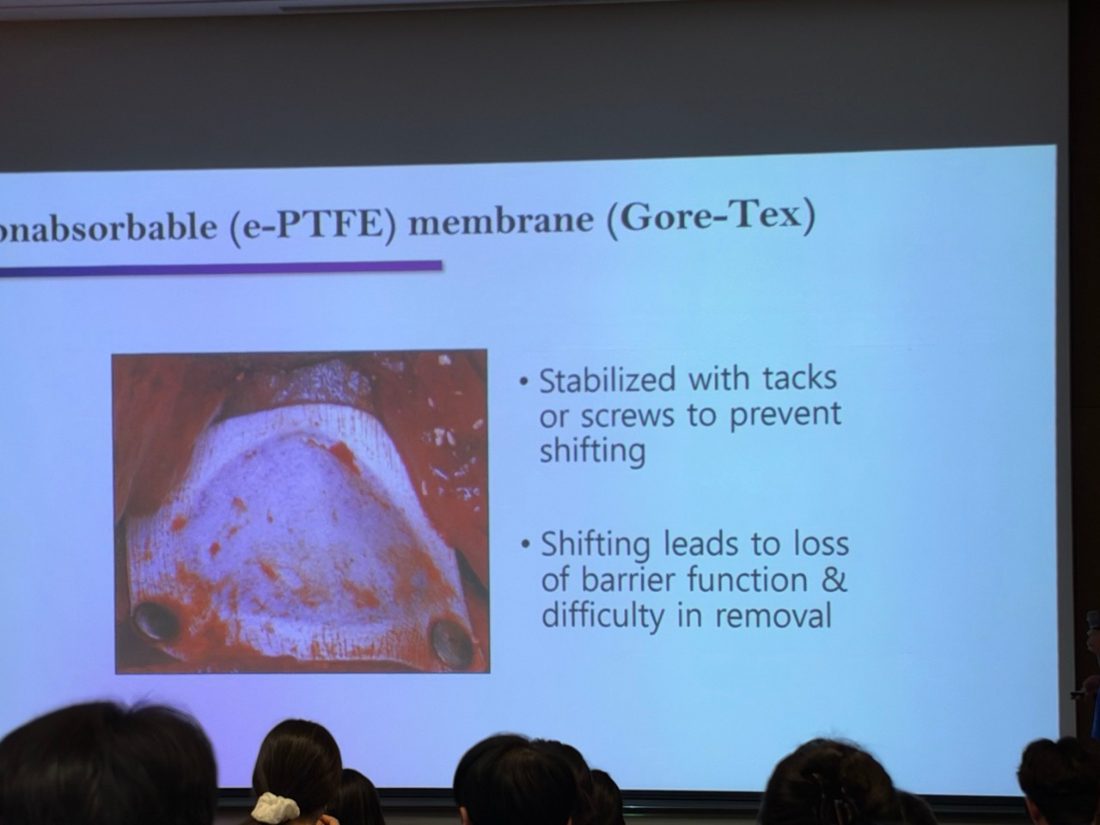 onabsorbable (e-PTFE) membrane (Gore-Tex)
• Stabilized with tacks
or screws to prevent
shifting
• Shifting leads to loss
of barrier function &
difficulty in removal